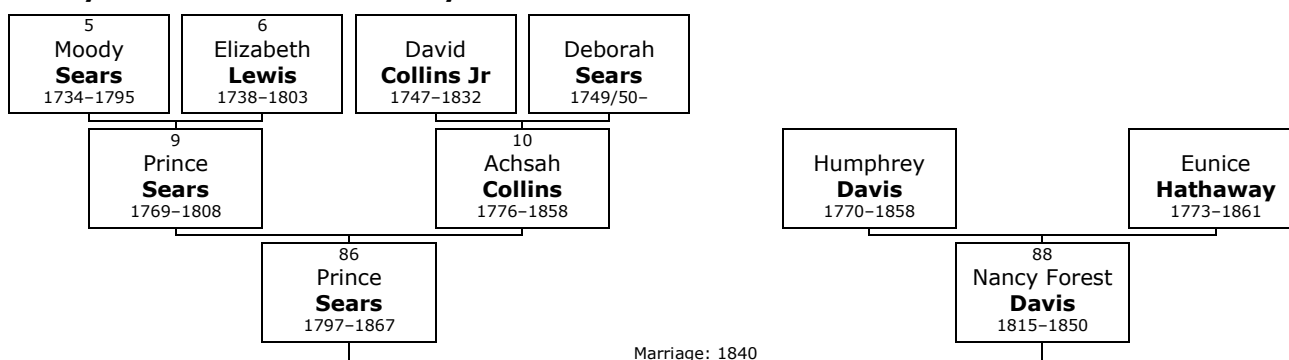 5
Moody
Sears
1734–1795
6
Elizabeth
Lewis
1738–1803
David
Collins Jr
1747–1832
Deborah
Sears
1749/50–
9
Prince
Sears
1769–1808
10
Achsah
Collins
1776–1858
Humphrey
Davis
1770–1858
Eunice
Hathaway
1773–1861
86
Prince
Sears
1797–1867
88
Nancy Forest
Davis
1815–1850
Marriage: 1840